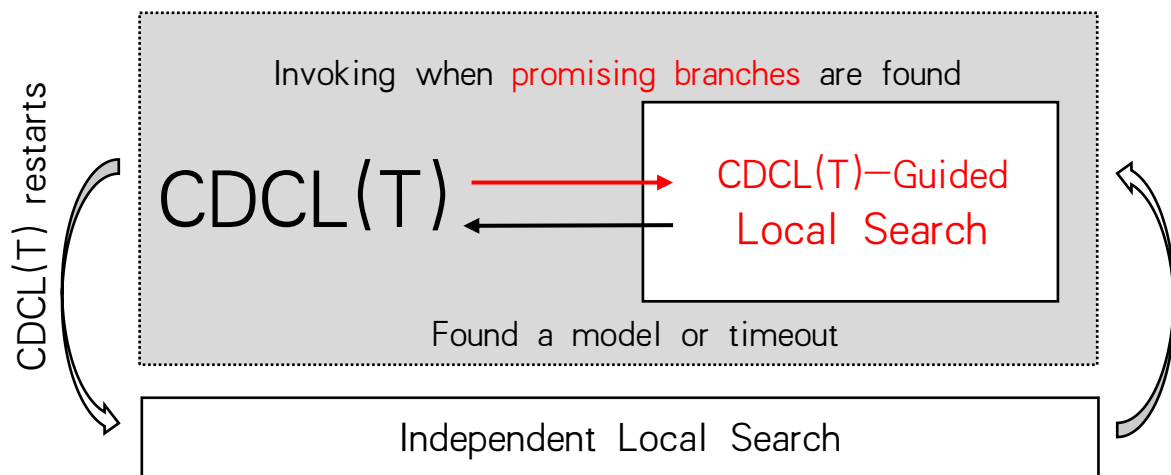 Invoking when promising branches are found
CDCL(T) restarts
CDCL(T)
CDCL(T)-Guided
Local Search
Found a model or timeout
Independent Local Search